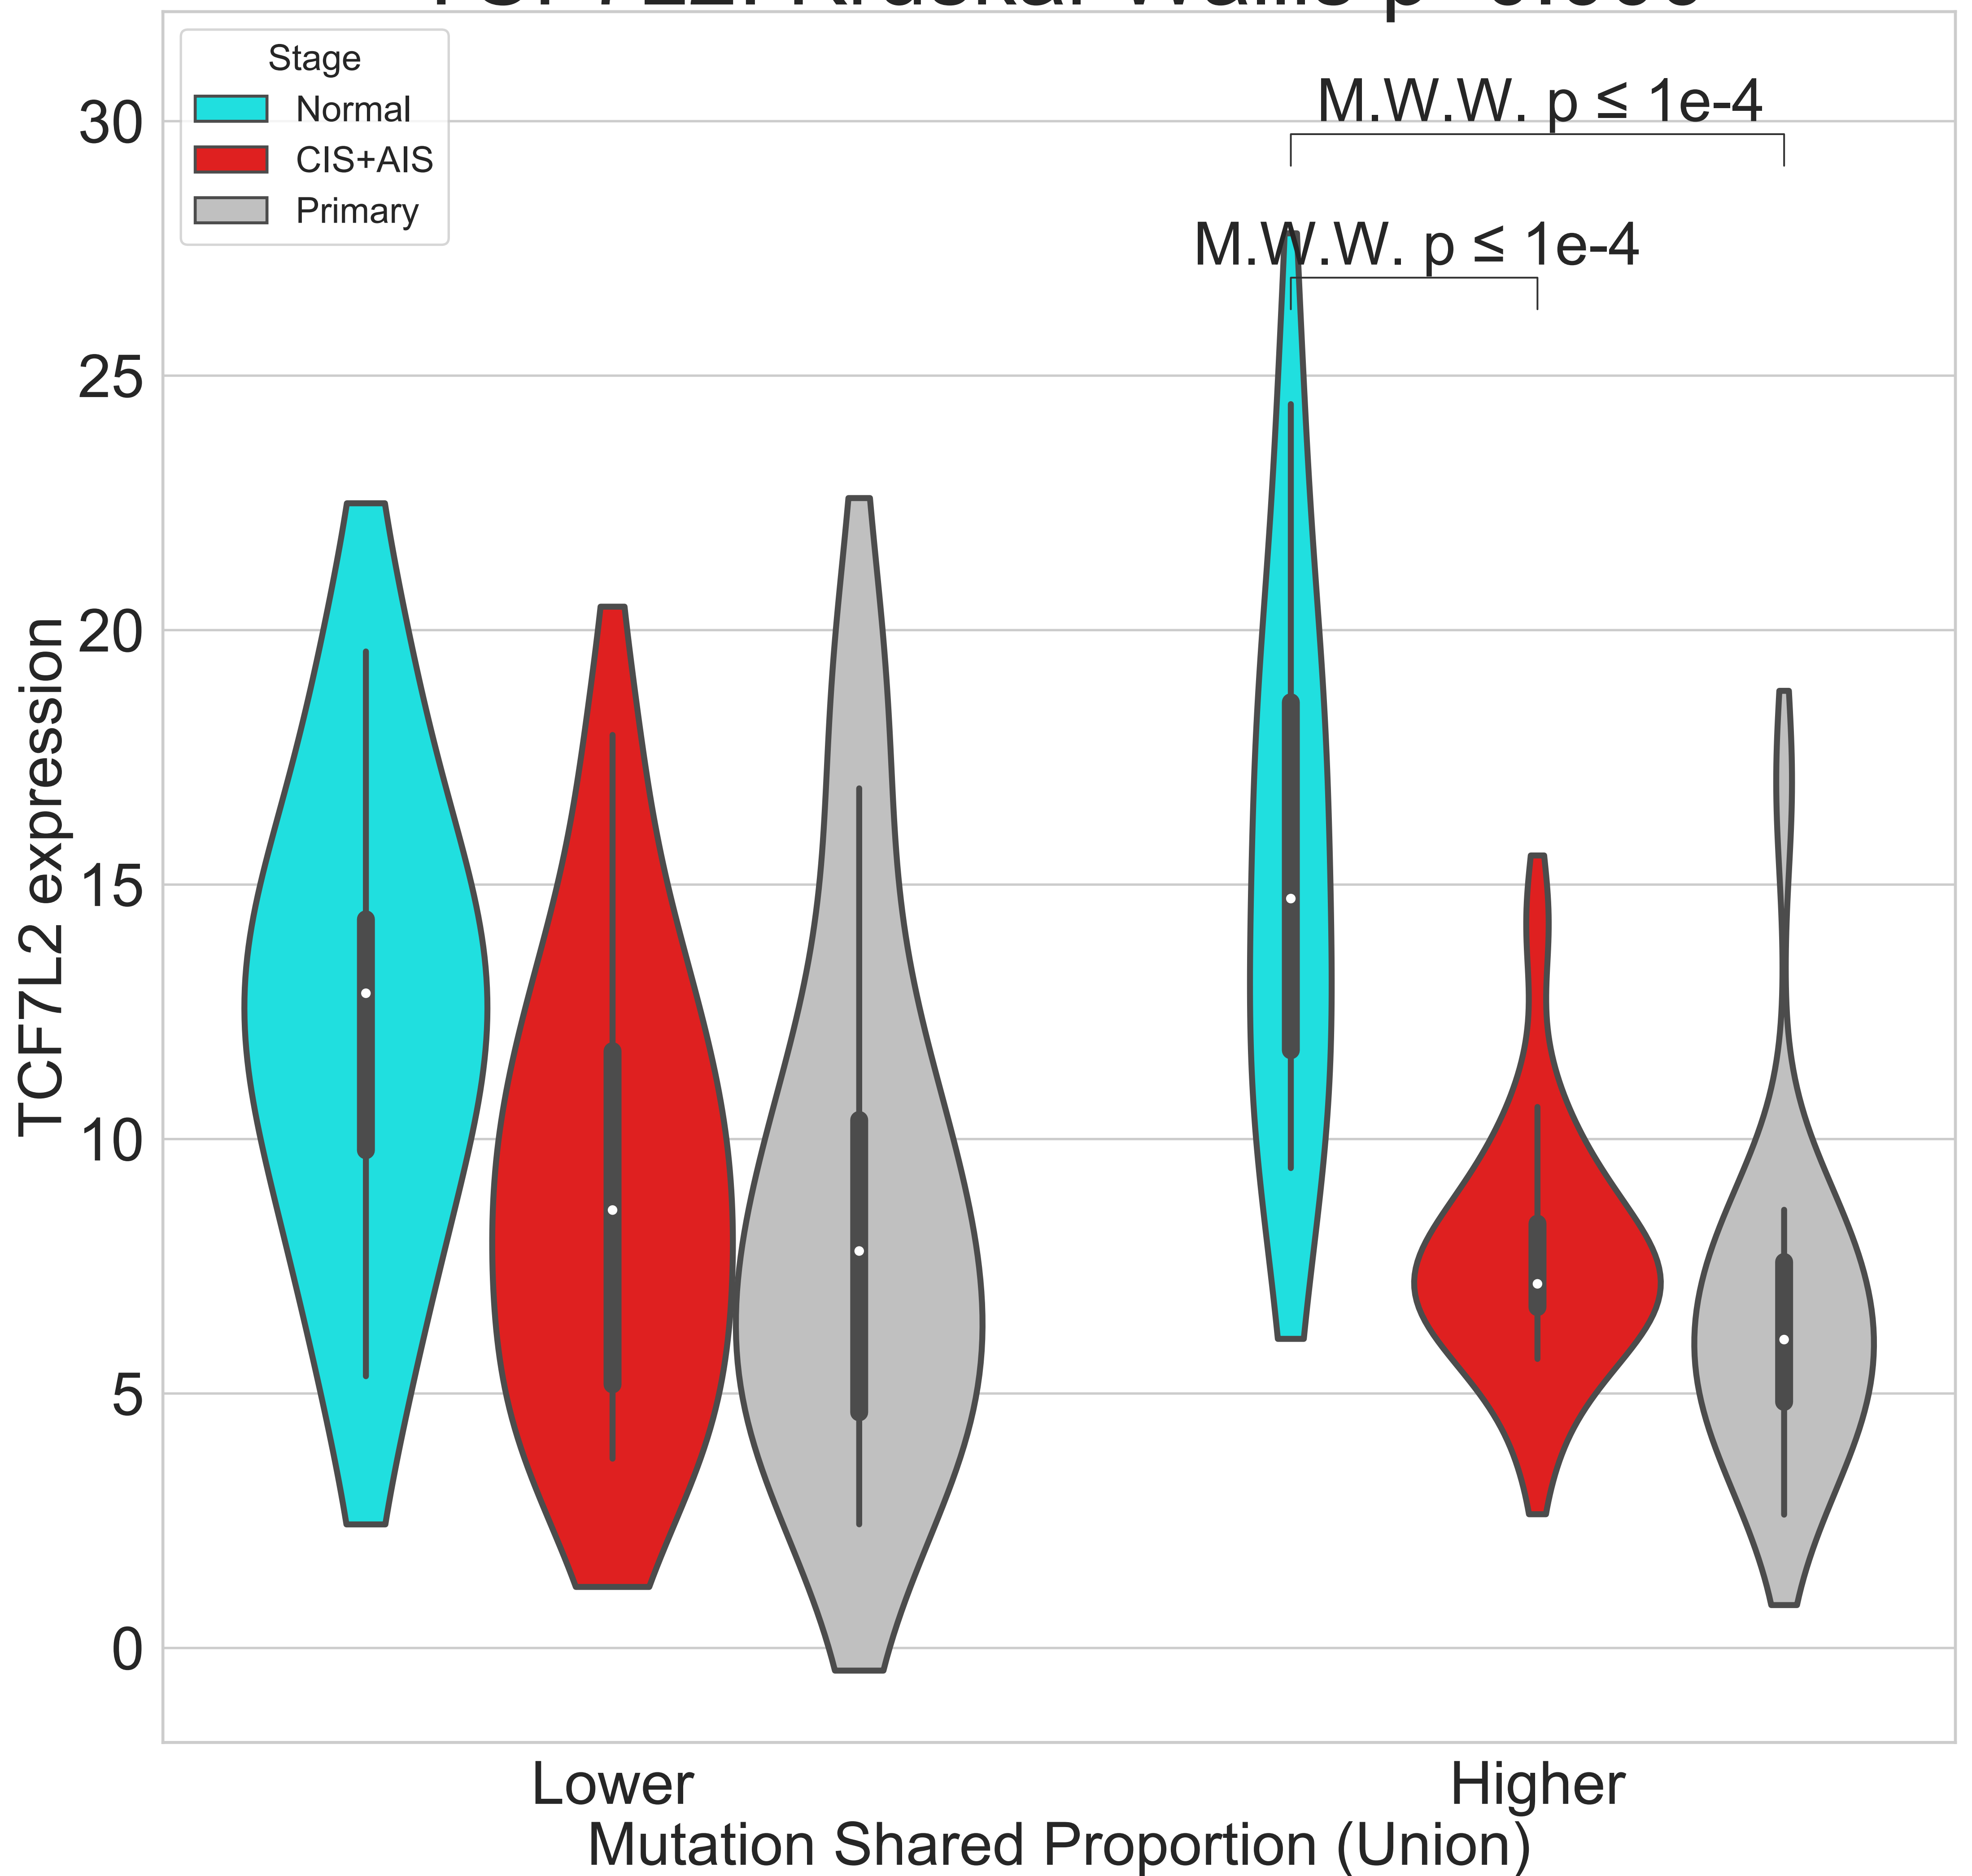 Stage
Normal
CIS+AIS
Primary
M.W.W. p ≤ 1e-4
M.W.W. p ≤ 1e-4
30
25
20
15
10
5
0
TCF7L2 expression
Lower
Higher
Mutation Shared Proportion (Union)